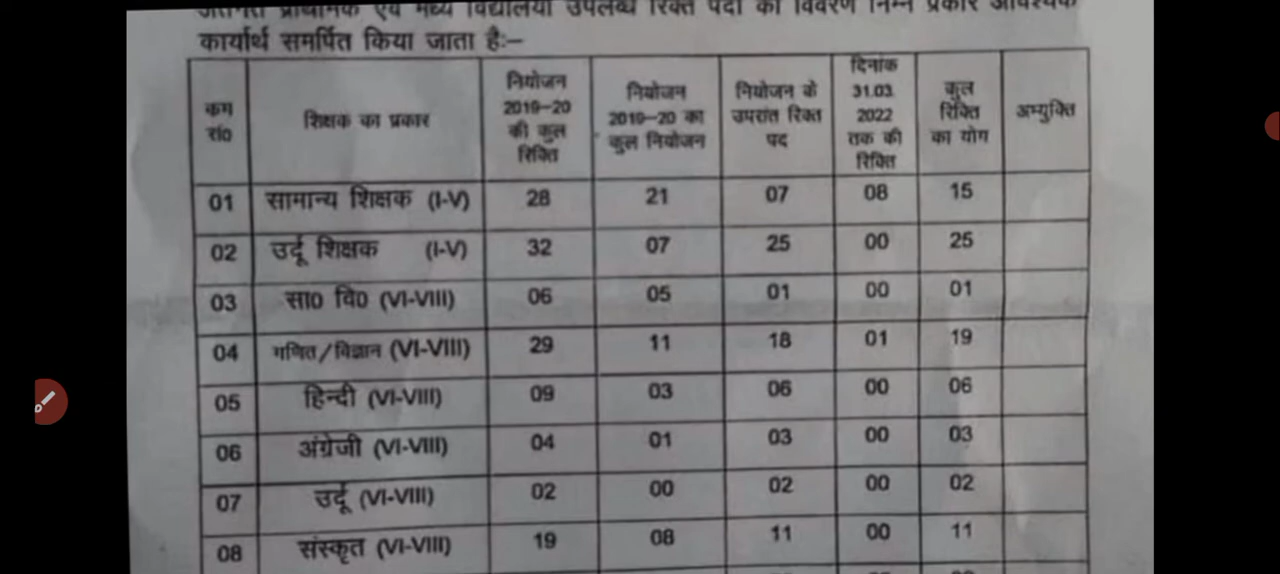 कार्यार्थ समर्पित किया जाता हैः–
कम सं० शिक्षक का प्रकार नियोजन 2019–20 की कुल रिक्ति नियोजन 2019–20 का कुल नियोजन नियोजन के उपरांत रिक्त पद दिनांक 31.03. 2022 तक की रिक्ति कुल रिक्ति का योग अभ्युक्ति
01 सामान्य शिक्षक (I-V) 28 21 07 08 15
02 उर्दू शिक्षक (I-V) 32 07 25 00 25
03 सा0 वि0 (VI-VIII) 06 05 01 00 01
04 गणित/विज्ञान (VI-VIII) 29 11 18 01 19
05 हिन्दी (VI-VIII) 09 03 06 00 06
06 अंग्रेजी (VI-VIII) 04 01 03 00 03
07 उर्दू (VI-VIII) 02 00 02 00 02
08 संस्कृत (VI-VIII) 19 08 11 00 11